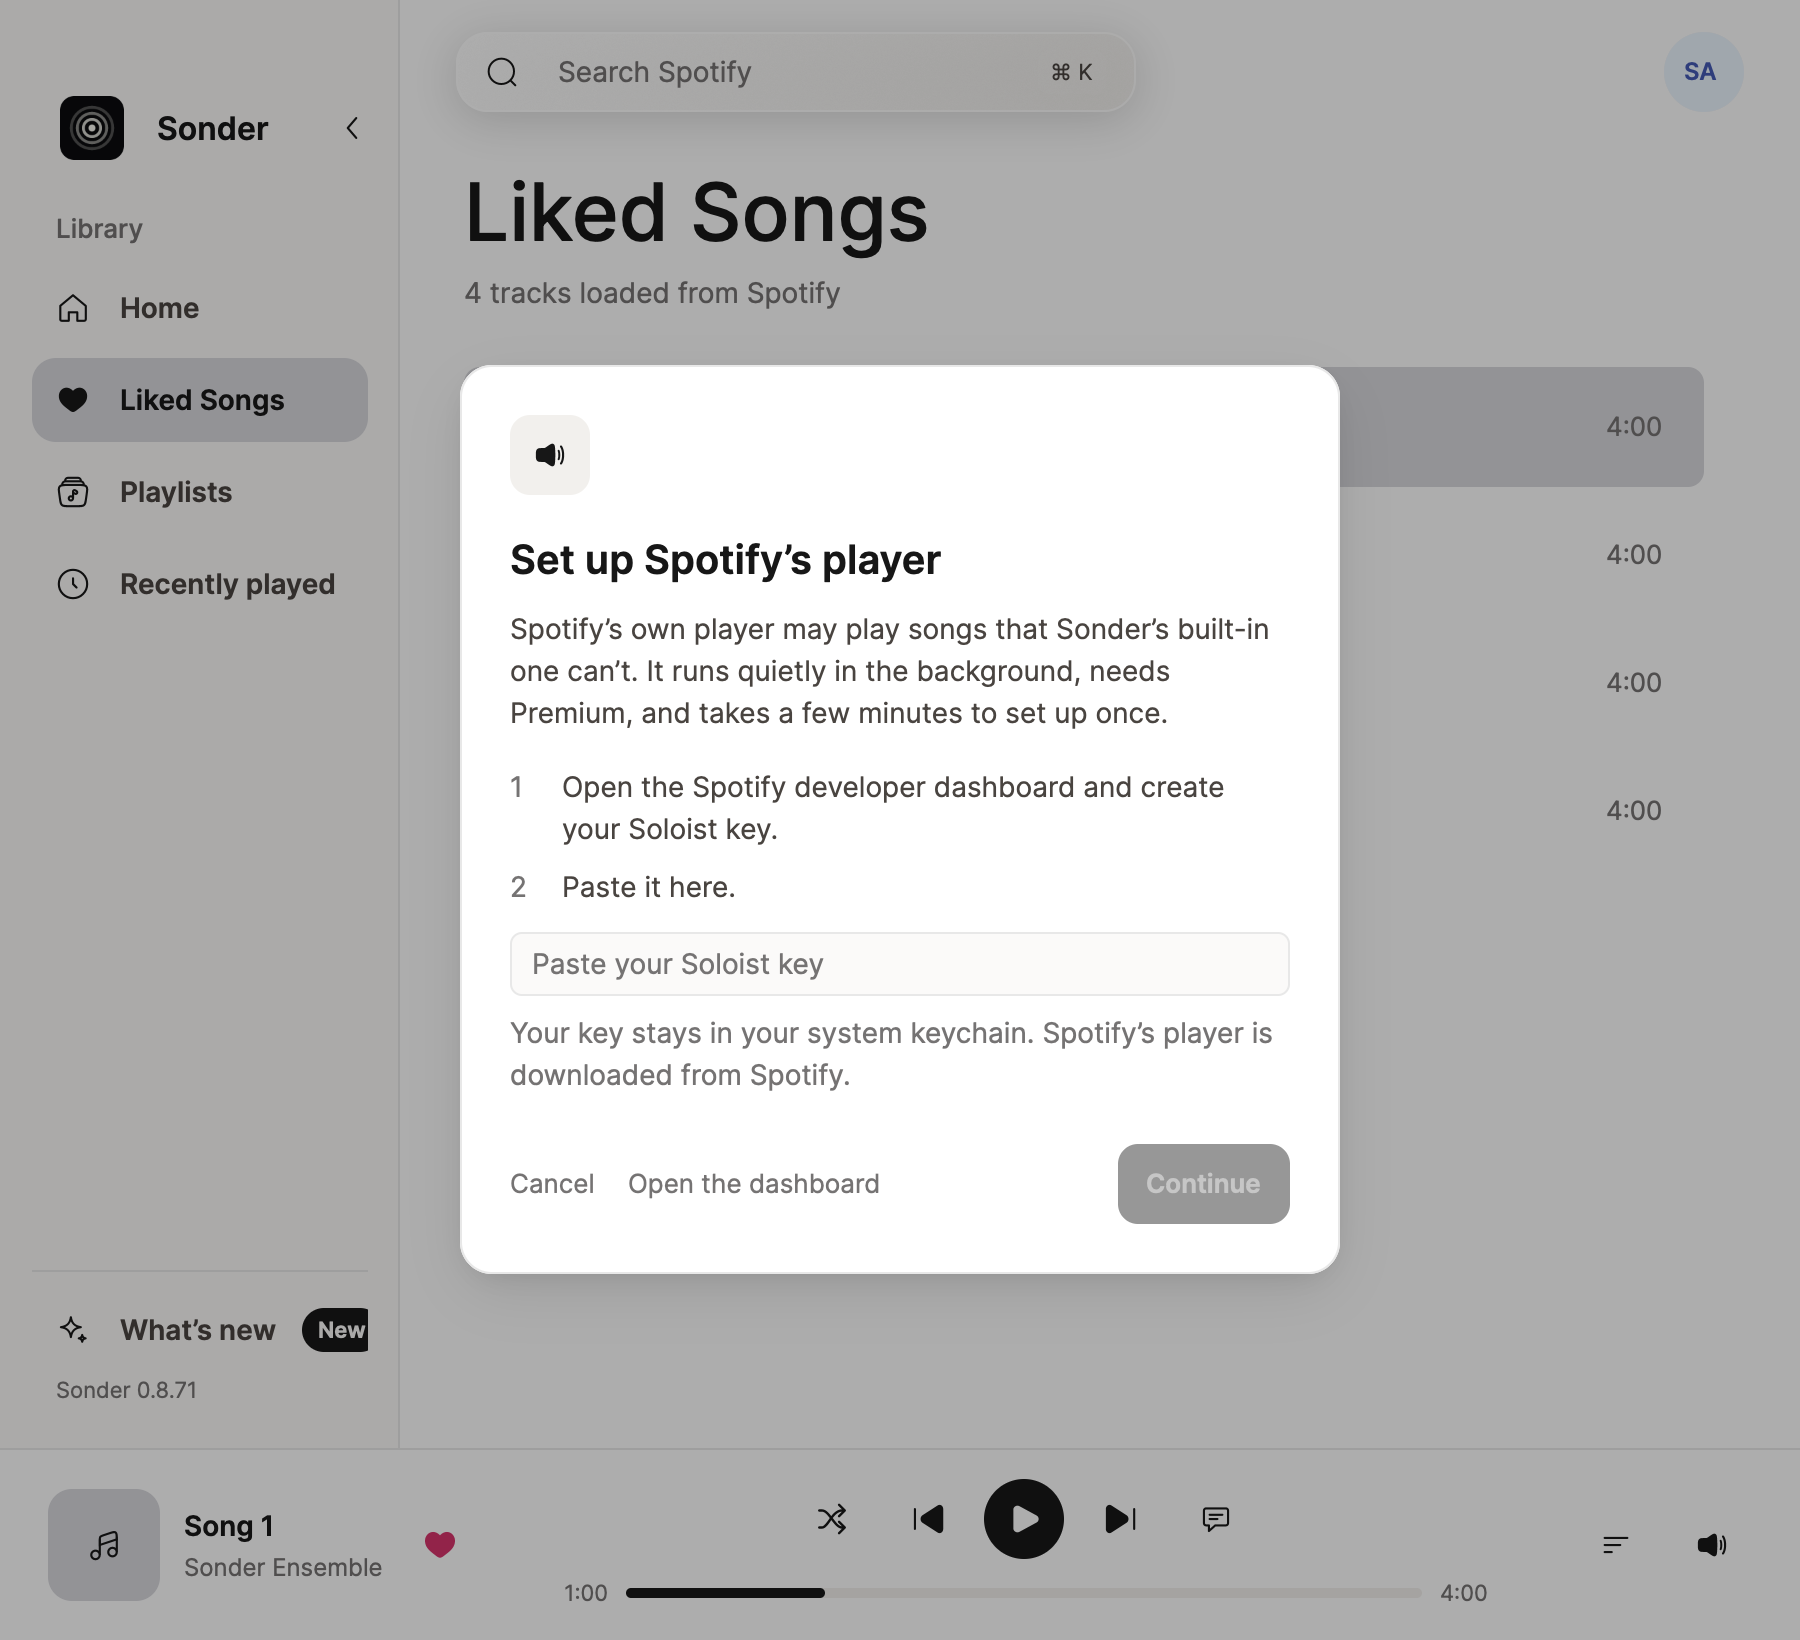 Search Spotify
⌘ K
SA
Sonder
Library
Home
Liked Songs
Playlists
Recently played
What’s new
New
Sonder 0.8.71
Liked Songs
4 tracks loaded from Spotify
4:00
4:00
4:00
4:00
Set up Spotify’s player
Spotify’s own player may play songs that Sonder’s built-in
one can’t. It runs quietly in the background, needs
Premium, and takes a few minutes to set up once.
1 Open the Spotify developer dashboard and create
your Soloist key.
2 Paste it here.
Paste your Soloist key
Your key stays in your system keychain. Spotify’s player is
downloaded from Spotify.
Cancel
Open the dashboard
Continue
Song 1
Sonder Ensemble
1:00
4:00